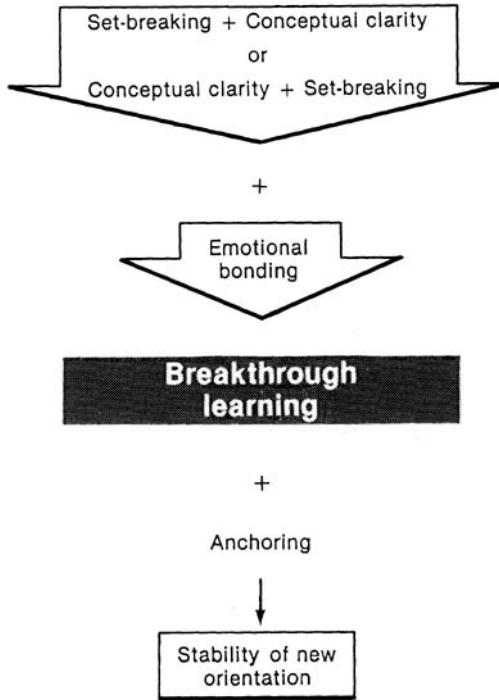 Set-breaking + Conceptual clarity
or
Conceptual clarity + Set-breaking
+
Emotional
bonding
Breakthrough
learning
+
Anchoring
Stability of new
orientation